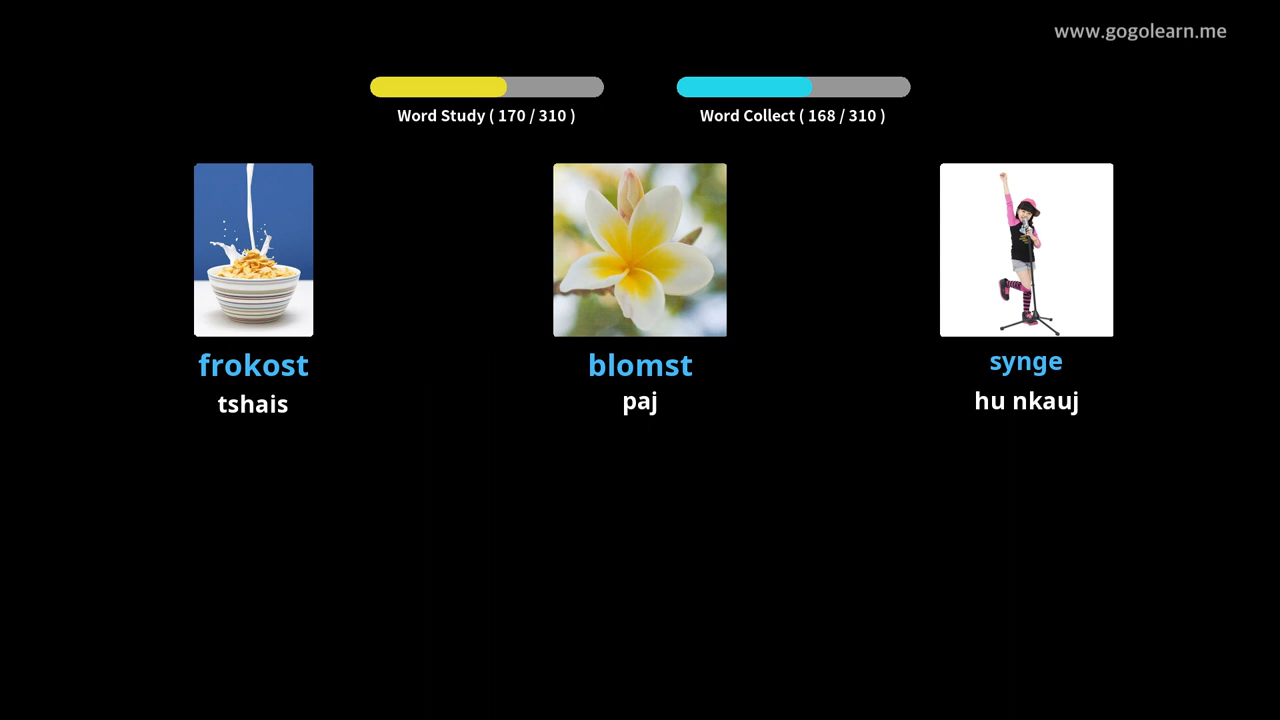 www.gogolearn.me
Word Study ( 170 / 310 )
Word Collect ( 168 / 310 )
frokost
tshais
blomst
paj
synge
hu nkauj